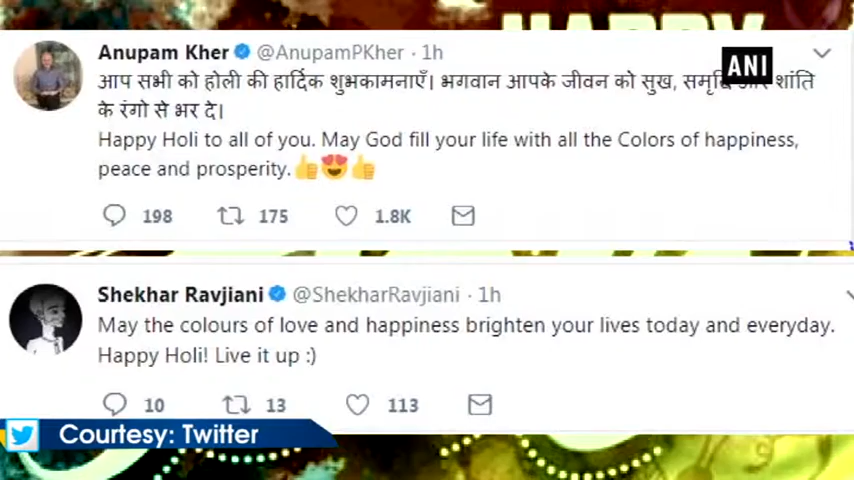 HAPPY
Anupam Kher @AnupamPKher · 1h
ANI
आप सभी को होली की हार्दिक शुभकामनाएँ। भगवान आपके जीवन को सुख, समृद्धि और शांति
के रंगो से भर दे।
Happy Holi to all of you. May God fill your life with all the Colors of happiness,
peace and prosperity.👍😍👍
198 175 1.8K
Shekhar Ravjiani @ShekharRavjiani · 1h
May the colours of love and happiness brighten your lives today and everyday.
Happy Holi! Live it up :)
10 13 113
Courtesy: Twitter